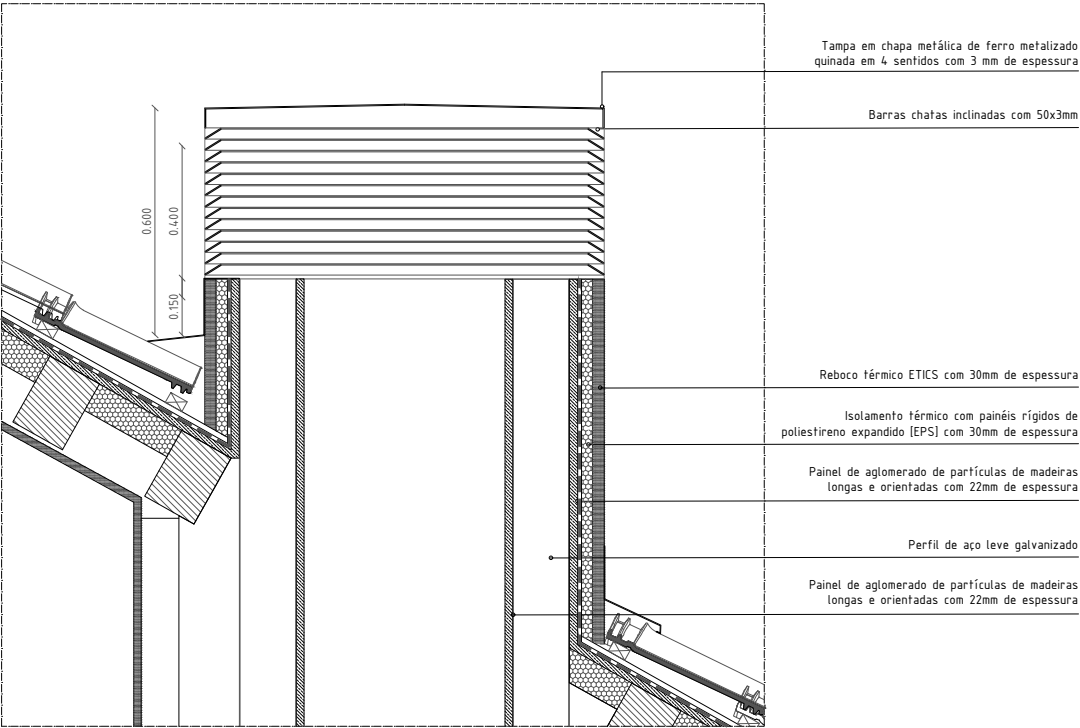 Tampa em chapa metálica de ferro metalizado
quinada em 4 sentidos com 3 mm de espessura
Barras chatas inclinadas com 50x3mm
0.600
0.400
0.150
Reboco térmico ETICS com 30mm de espessura
Isolamento térmico com painéis rígidos de
poliestireno expandido [EPS] com 30mm de espessura
Painel de aglomerado de partículas de madeiras
longas e orientadas com 22mm de espessura
Perfil de aço leve galvanizado
Painel de aglomerado de partículas de madeiras
longas e orientadas com 22mm de espessura